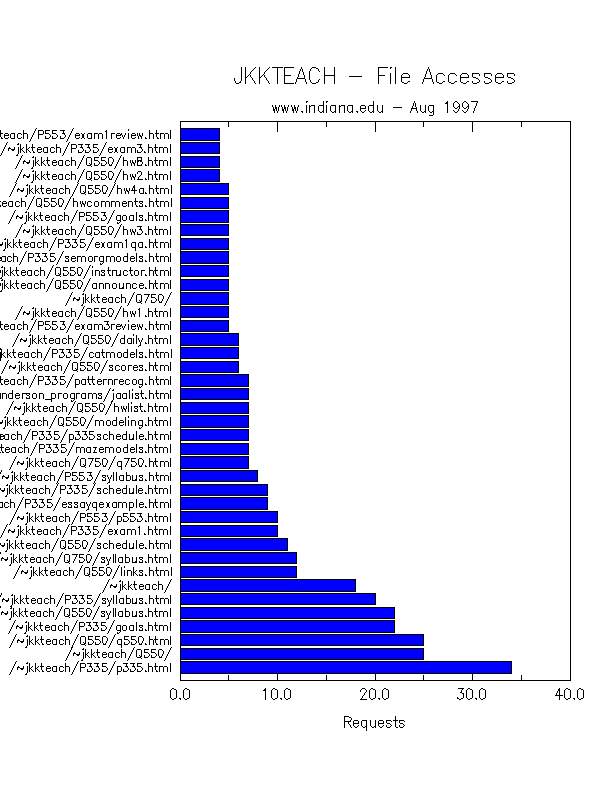 JKKTEACH – File Accesses
www.indiana.edu – Aug 1997
teach/P553/exam1review.html
/~jkkteach/P335/exam3.html
/~jkkteach/Q550/hw8.html
/~jkkteach/Q550/hw2.html
/~jkkteach/Q550/hw4a.html
teach/Q550/hwcomments.html
/~jkkteach/P553/goals.html
/~jkkteach/Q550/hw3.html
~jkkteach/P335/exam1qa.html
ach/P335/semorgmodels.html
/~jkkteach/Q550/instructor.html
~jkkteach/Q550/announce.html
/~jkkteach/Q750/
/~jkkteach/Q550/hw1.html
teach/P553/exam3review.html
/~jkkteach/Q550/daily.html
jkkteach/P335/catmodels.html
/~jkkteach/Q550/scores.html
teach/P335/patternrecog.html
anderson_programs/jaalist.html
/~jkkteach/Q550/hwlist.html
~jkkteach/Q550/modeling.html
each/P335/p335schedule.html
teach/P335/mazemodels.html
/~jkkteach/Q750/q750.html
/~jkkteach/P553/syllabus.html
/~jkkteach/P335/schedule.html
ach/P335/essayqexample.html
/~jkkteach/P553/p553.html
/~jkkteach/P335/exam1.html
~jkkteach/Q550/schedule.html
/~jkkteach/Q750/syllabus.html
/~jkkteach/Q550/links.html
/~jkkteach/
/~jkkteach/P335/syllabus.html
/~jkkteach/Q550/syllabus.html
/~jkkteach/P335/goals.html
/~jkkteach/Q550/q550.html
/~jkkteach/Q550/
/~jkkteach/P335/p335.html
0.0 10.0 20.0 30.0 40.0
Requests